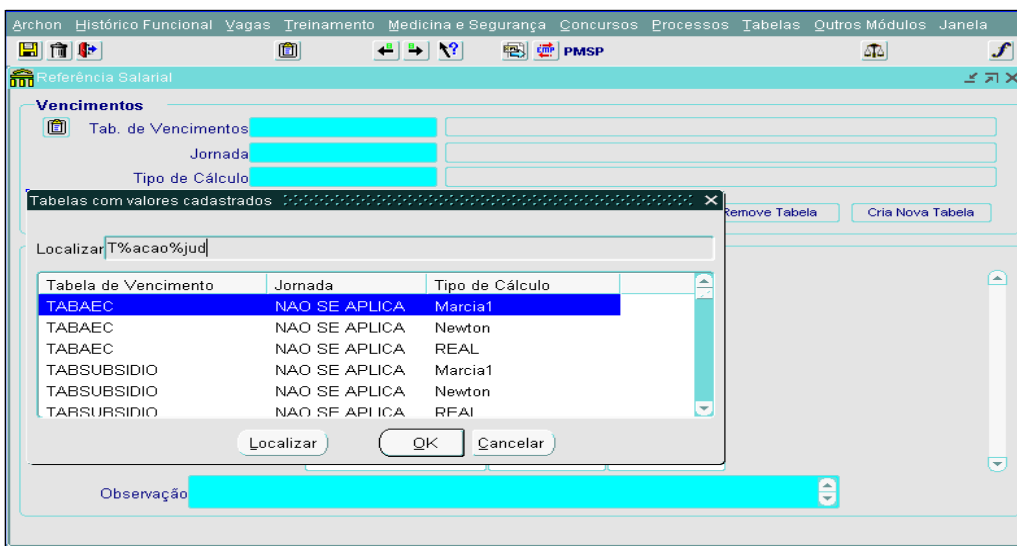 Archon Histórico Funcional Vagas Treinamento Medicina e Segurança Concursos Processos Tabelas Outros Módulos Janela
PMSP
Referência Salarial
Vencimentos
Tab. de Vencimentos
Jornada
Tipo de Cálculo
Tabelas com valores cadastrados
Remove Tabela Cria Nova Tabela
Localizar T%acao%jud
Tabela de Vencimento Jornada Tipo de Cálculo
TABAEC NAO SE APLICA Marcia1
TABAEC NAO SE APLICA Newton
TABAEC NAO SE APLICA REAL
TABSUBSIDIO NAO SE APLICA Marcia1
TABSUBSIDIO NAO SE APLICA Newton
TABSUBSIDIO NAO SE APLICA REAL
Localizar OK Cancelar
Observação